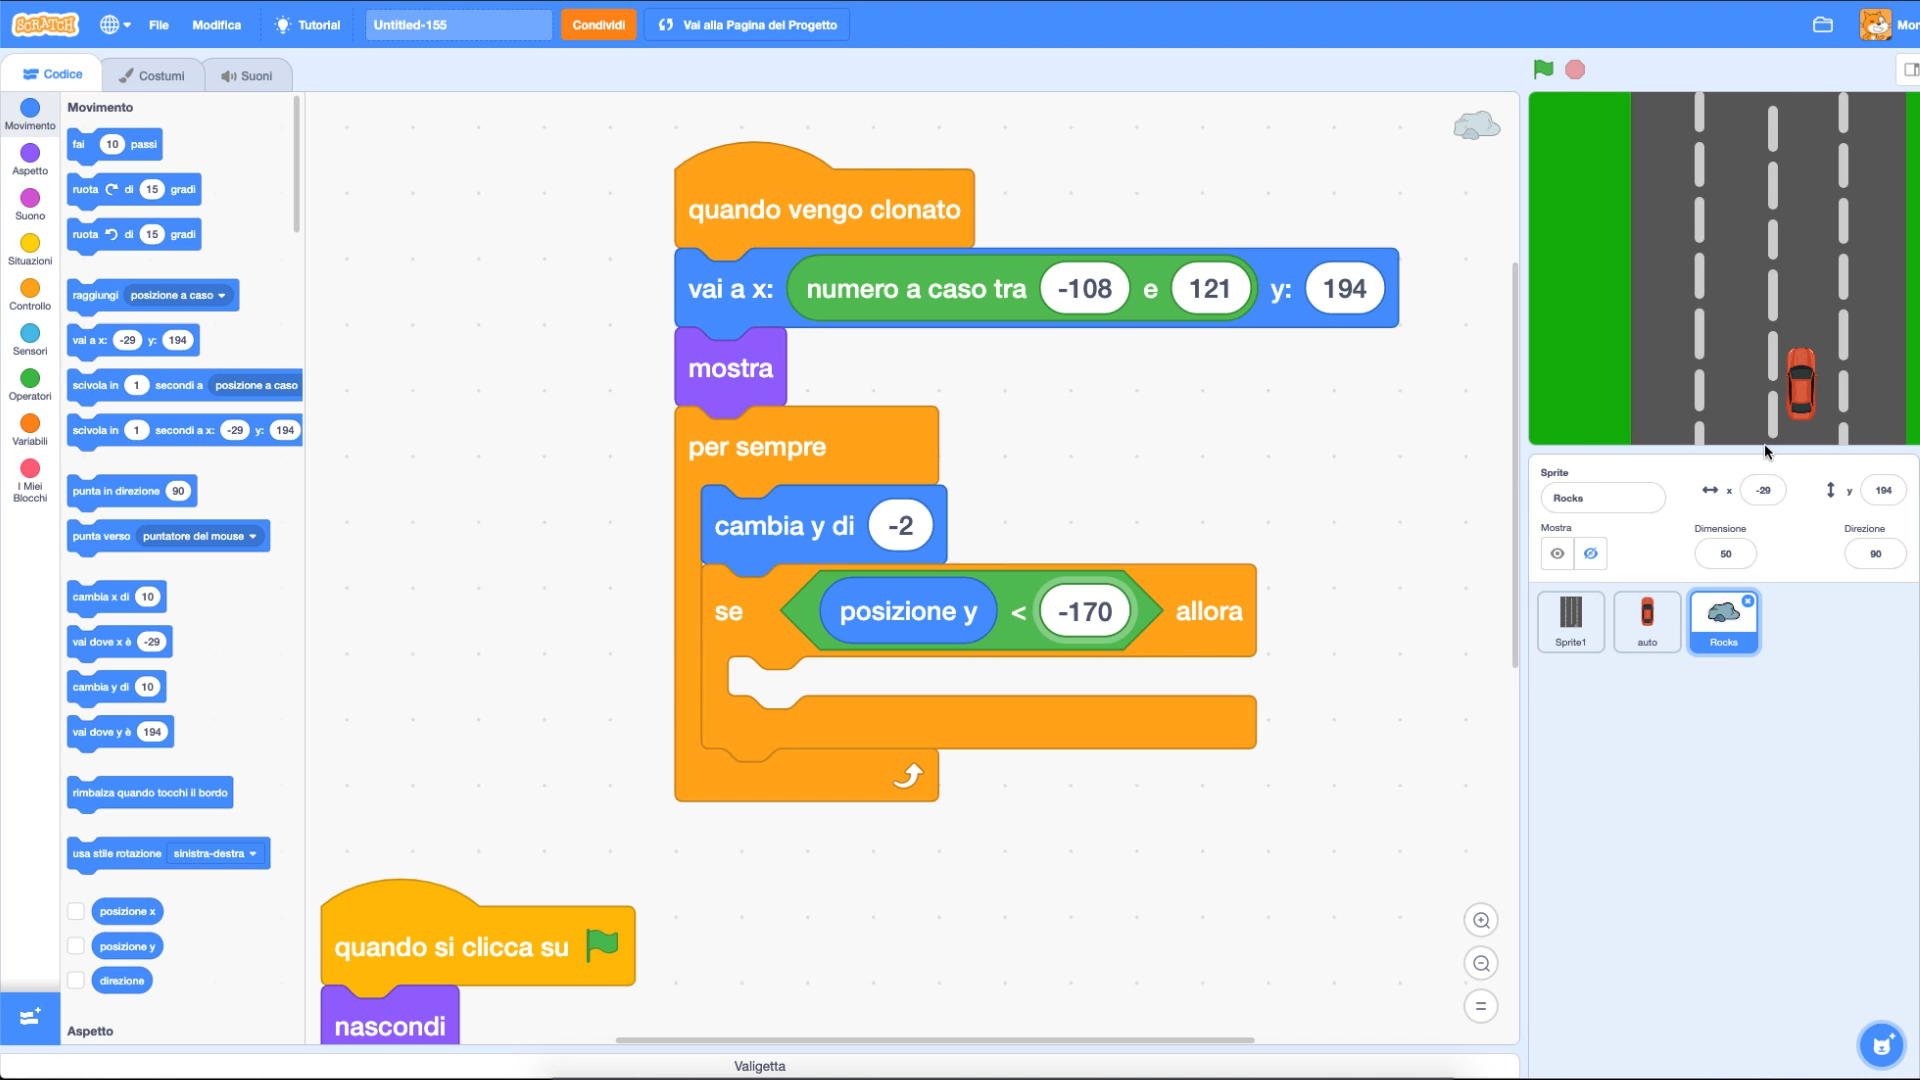 SCRATCH File Modifica Tutorial Untitled-155 Condividi Vai alla Pagina del Progetto Mor
Codice Costumi Suoni
Movimento
Aspetto
Suono
Situazioni
Controllo
Sensori
Operatori
Variabili
I Miei
Blocchi
Movimento
fai 10 passi
ruota di 15 gradi
ruota di 15 gradi
raggiungi posizione a caso
vai a x: -29 y: 194
scivola in 1 secondi a posizione a caso
scivola in 1 secondi a x: -29 y: 194
punta in direzione 90
punta verso puntatore del mouse
cambia x di 10
vai dove x è -29
cambia y di 10
vai dove y è 194
rimbalza quando tocchi il bordo
usa stile rotazione sinistra-destra
posizione x
posizione y
direzione
Aspetto
quando vengo clonato
vai a x: numero a caso tra -108 e 121 y: 194
mostra
per sempre
cambia y di -2
se posizione y < -170 allora
quando si clicca su
nascondi
Valigetta
Sprite
Rocks x -29 y 194
Mostra Dimensione Direzione
50 90
Sprite1 auto Rocks